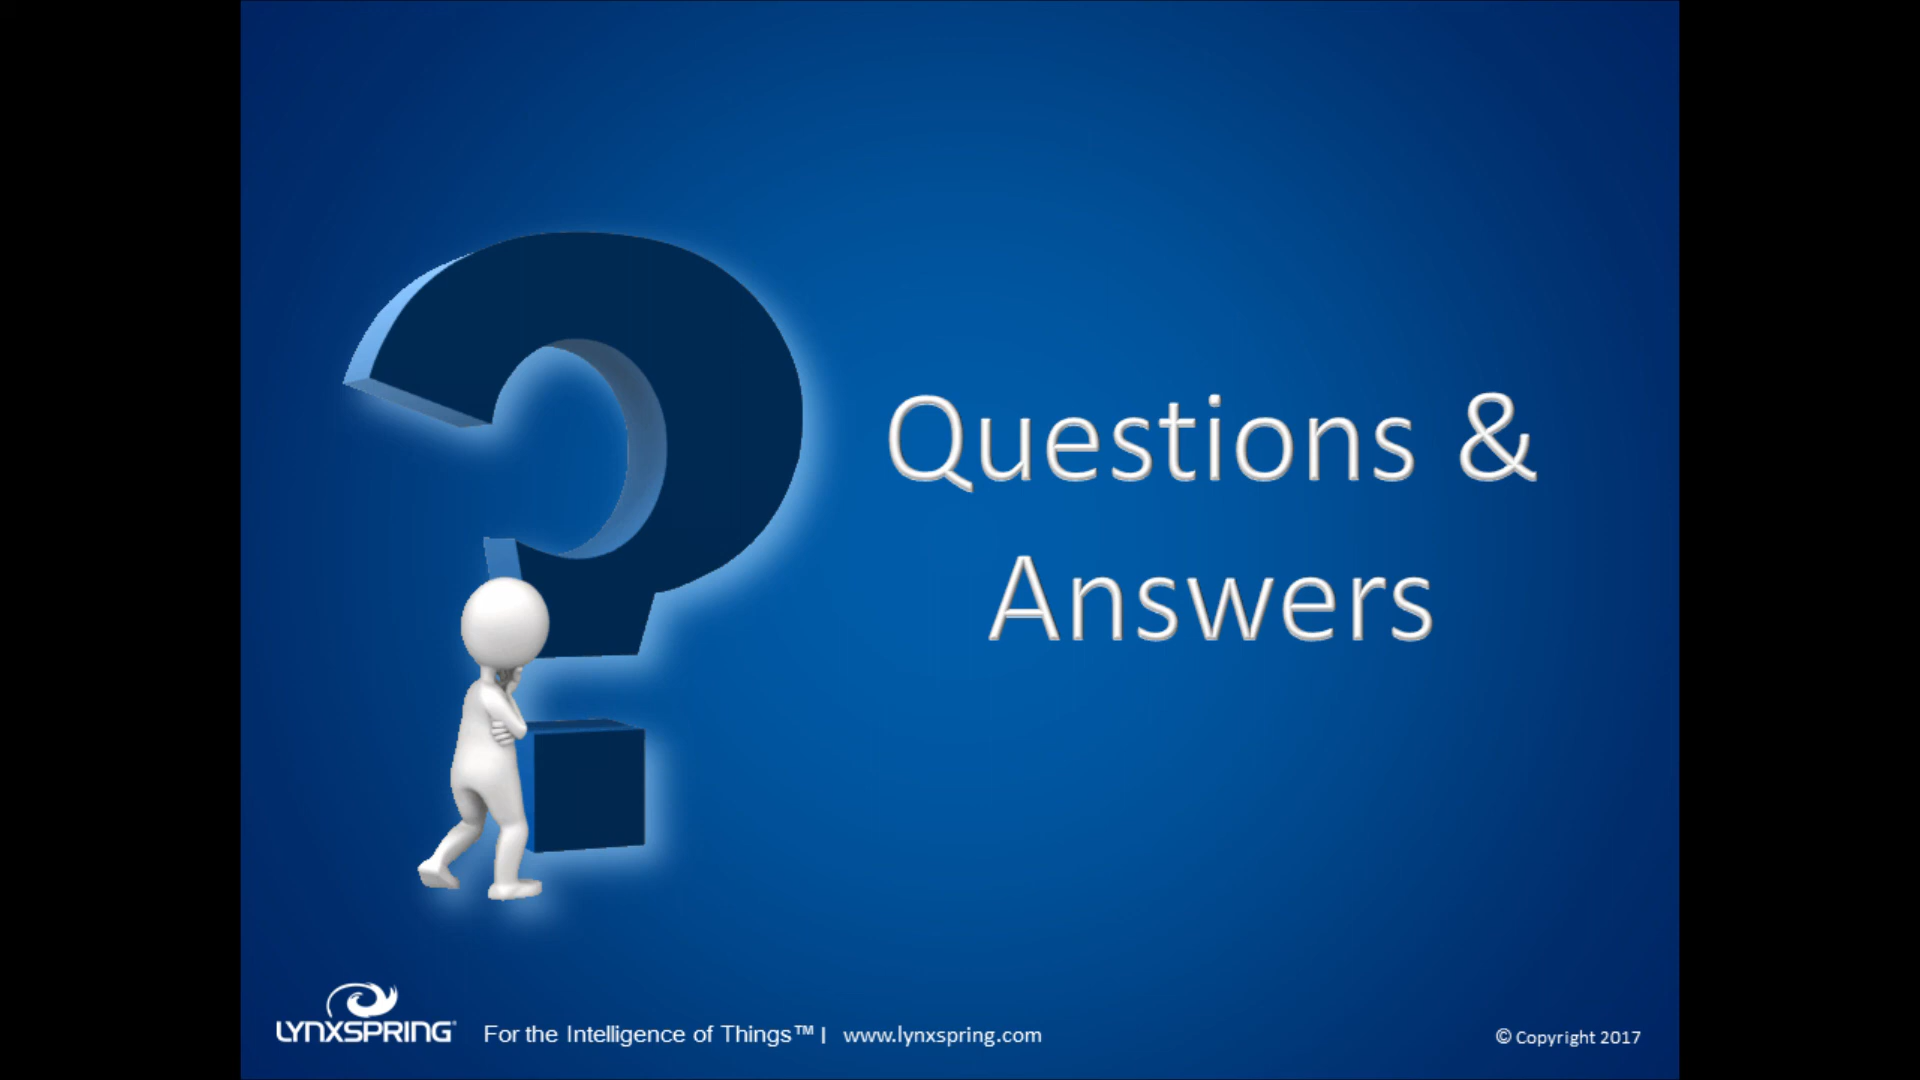 Questions &
Answers
LYNXSPRING® For the Intelligence of Things™ | www.lynxspring.com
© Copyright 2017